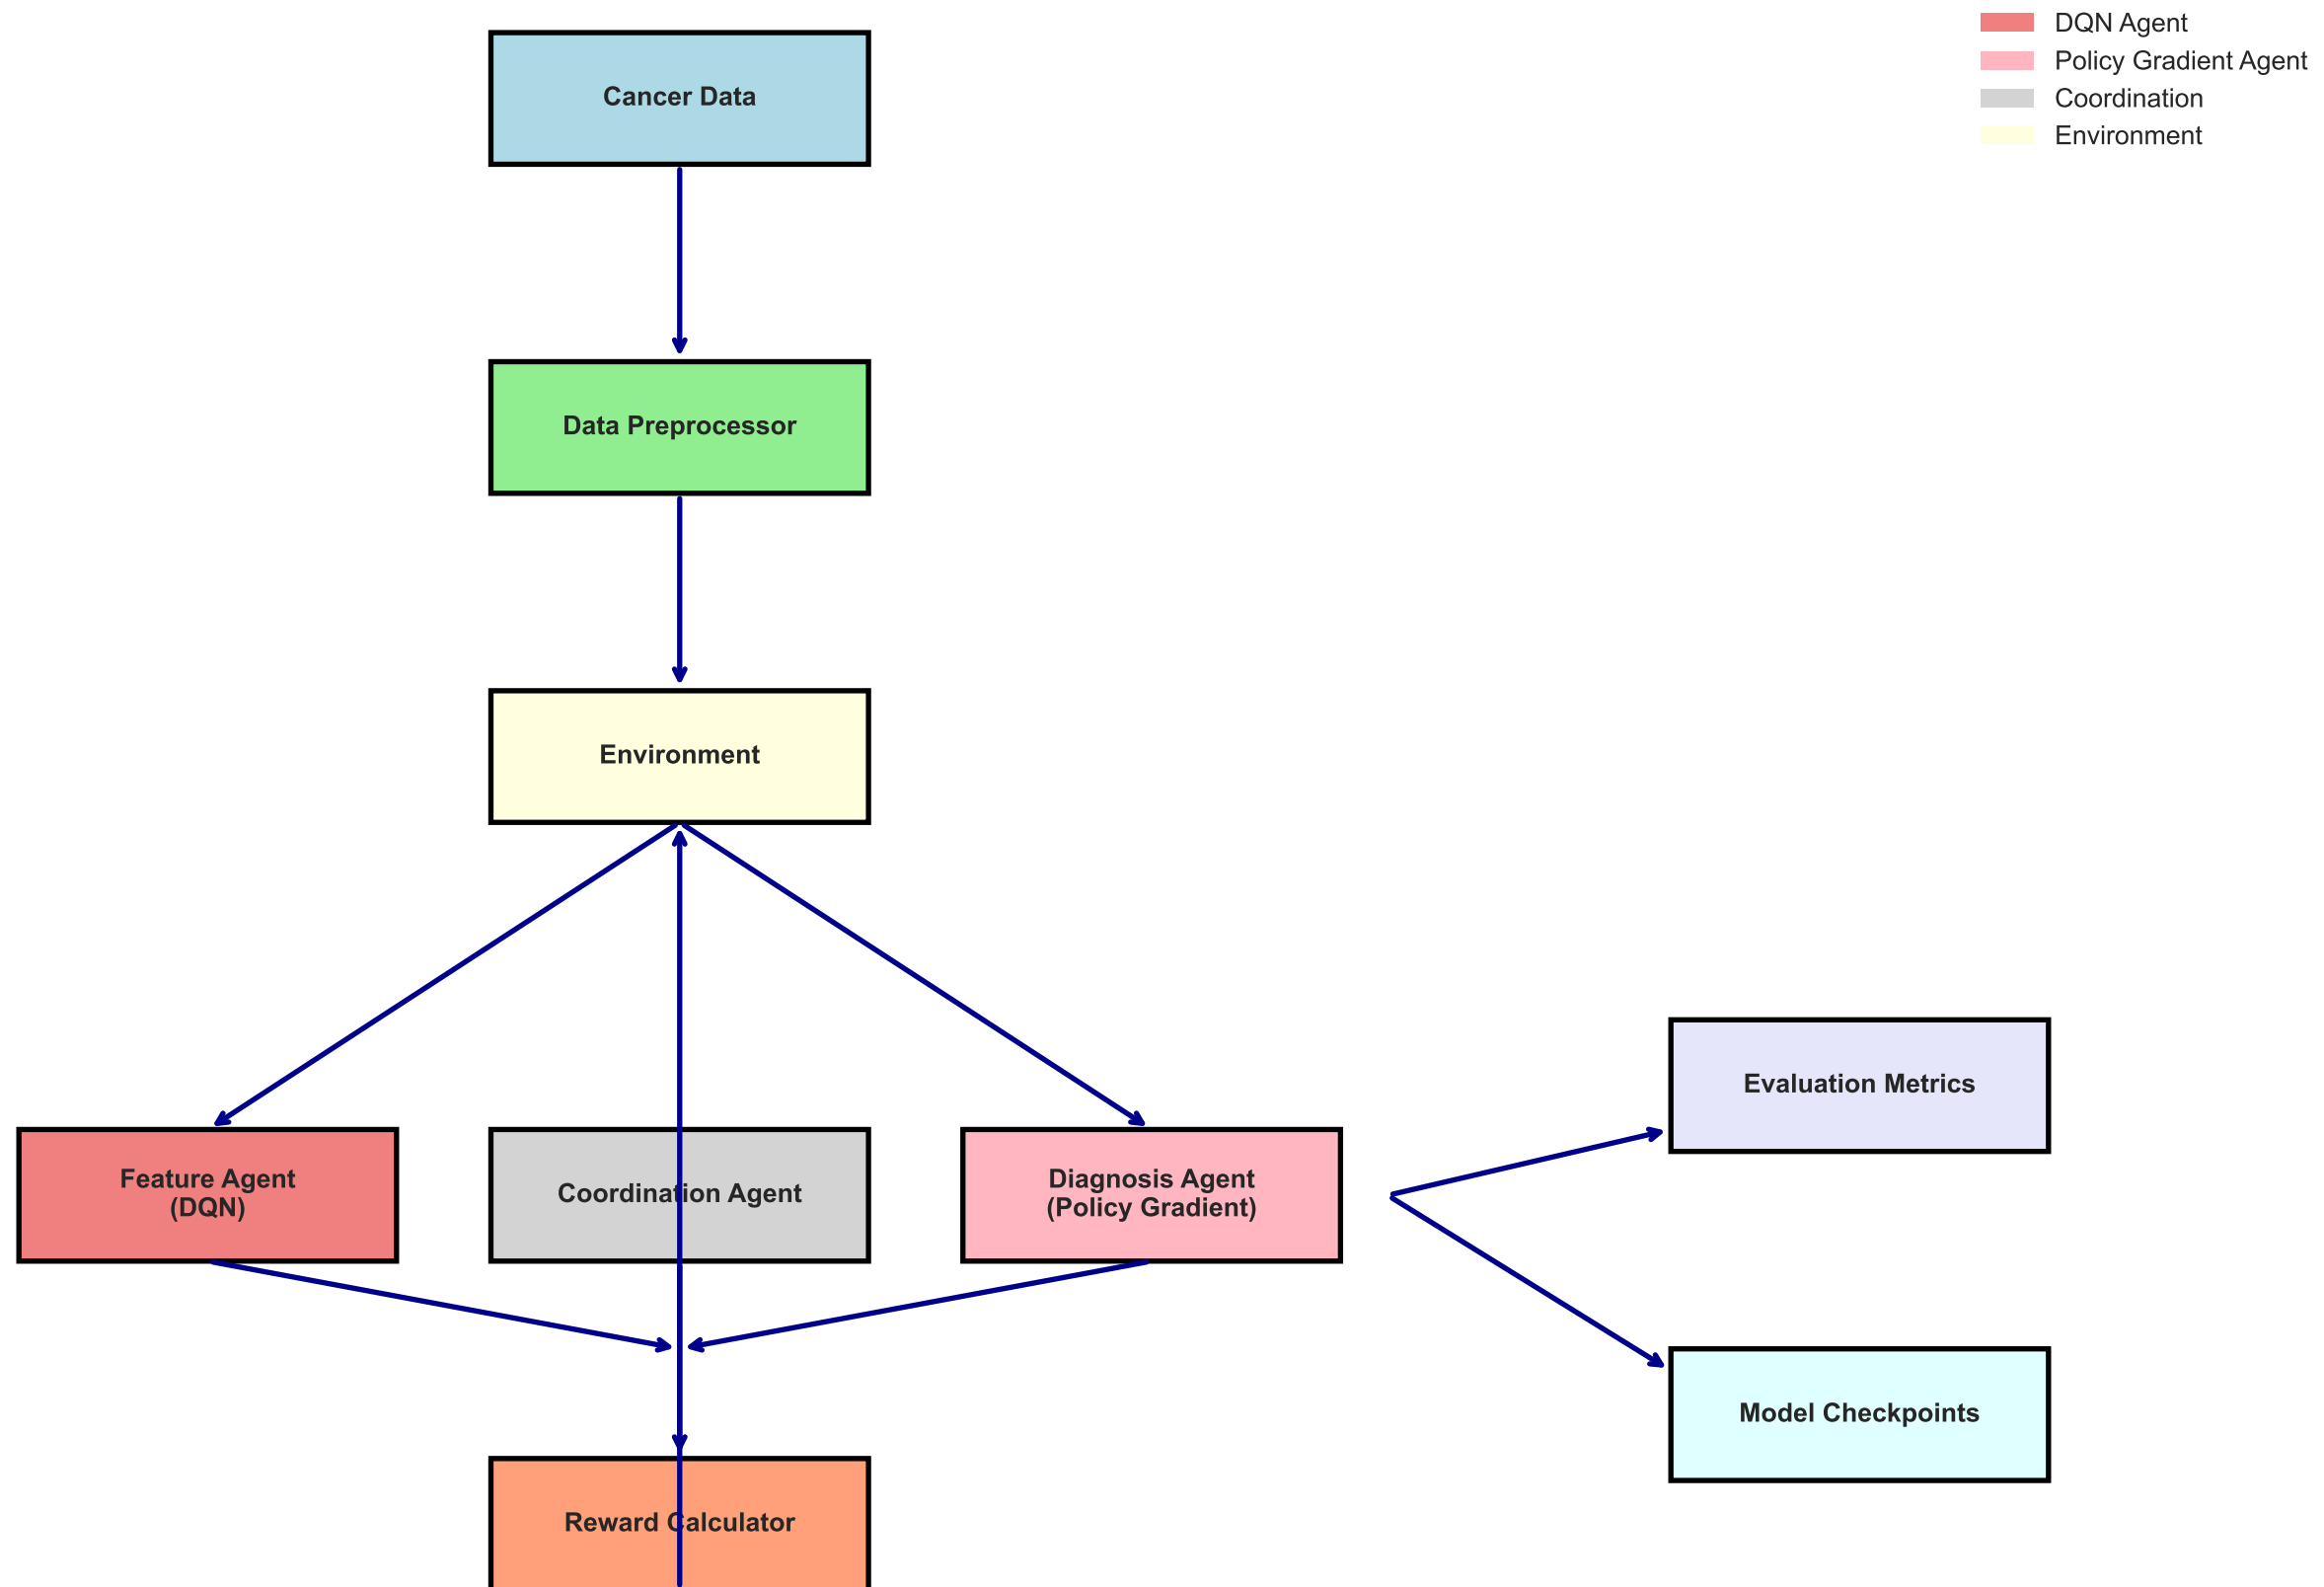 DQN Agent
Policy Gradient Agent
Coordination
Environment
Cancer Data
Data Preprocessor
Environment
Evaluation Metrics
Feature Agent
(DQN)
Coordination Agent
Diagnosis Agent
(Policy Gradient)
Model Checkpoints
Reward Calculator